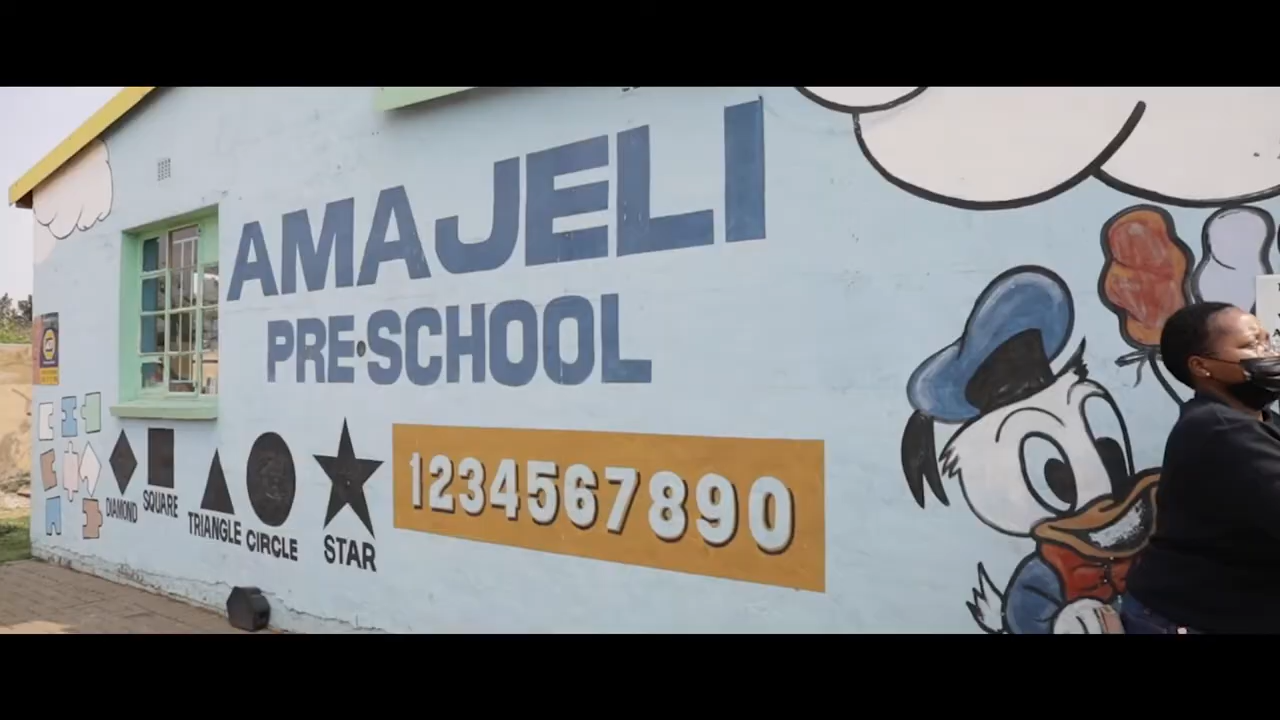 AMAJELI
PRE-SCHOOL
1234567890
DIAMOND
SQUARE
TRIANGLE
CIRCLE
STAR